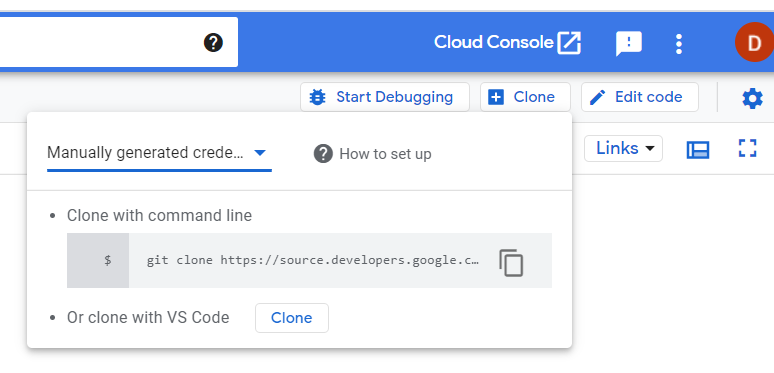 Cloud Console
D
Start Debugging
Clone
Edit code
Manually generated crede...
How to set up
Links
Clone with command line
$ git clone https://source.developers.google.c…
Or clone with VS Code
Clone